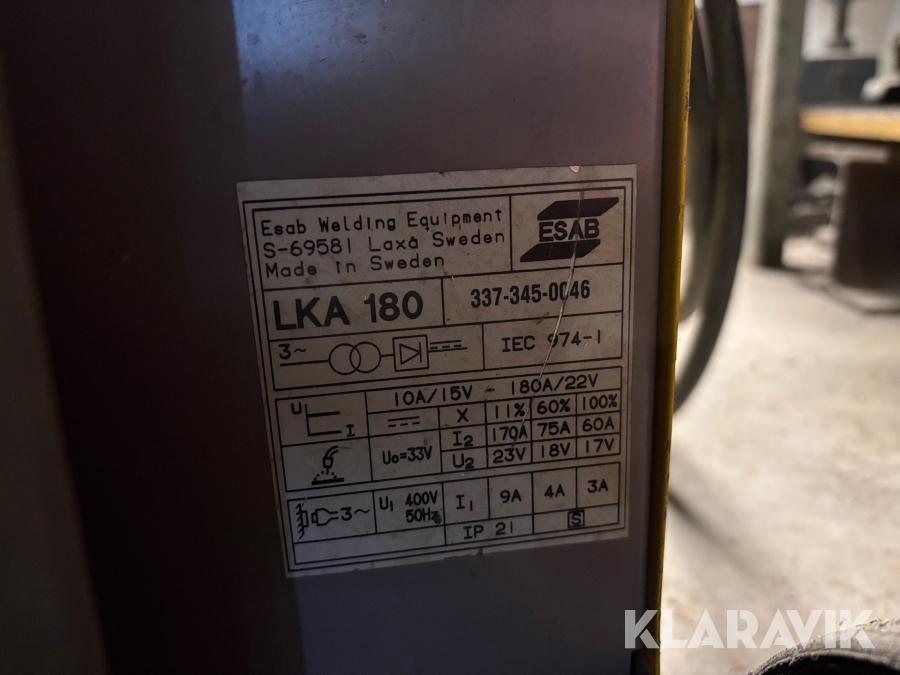 Esab Welding Equipment
S-69581 Laxå Sweden
Made in Sweden
ESAB
LKA 180
337-345-0046
3~
IEC 974-1
10A/15V - 180A/22V
U
I
X 11% 60% 100%
U₀=33V
I₂ 170A 75A 60A
U₂ 23V 18V 17V
3~
U₁ 400V
50Hz
I₁ 9A 4A 3A
IP 21
S
KLARAVIK